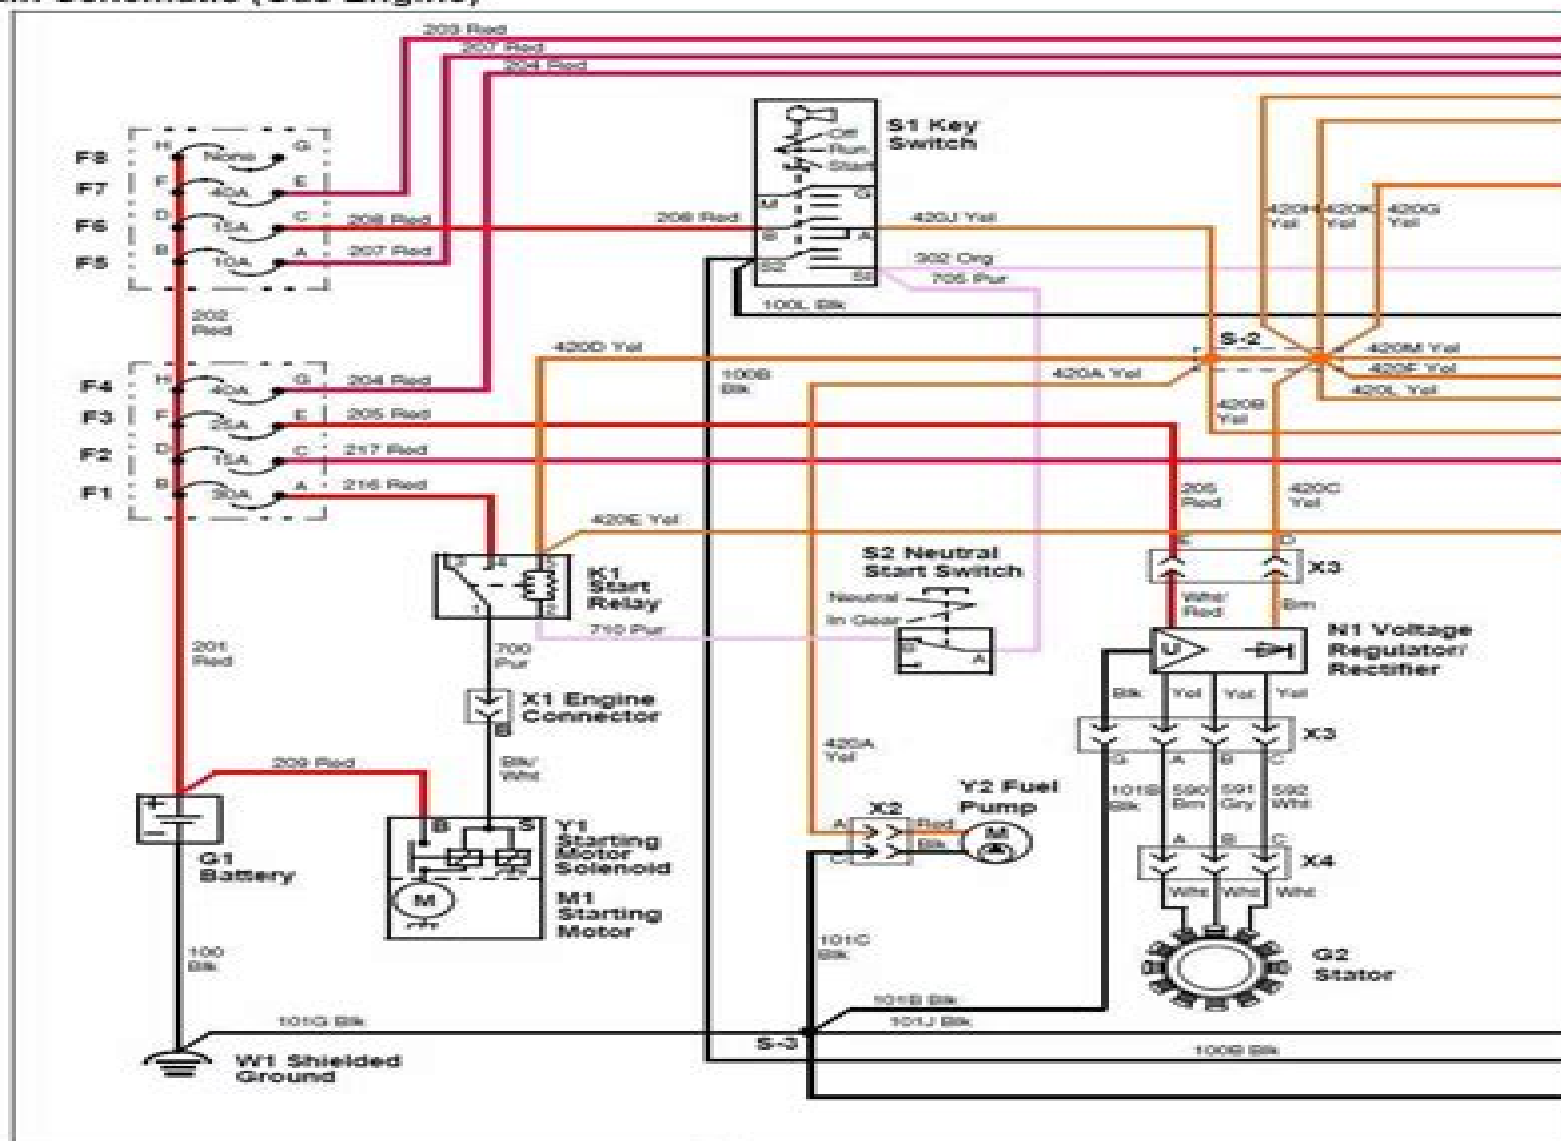 203 Red
207 Red
204 Red
S1 Key
Switch
Off
Run
Start
M
G
B
A
S2
F8
H
None
G
F7
F
40A
E
F6
D
15A
C
208 Red
208 Red
420J Yel
F5
B
10A
A
207 Red
302 Org
705 Pur
100L Blk
420H
Yel
420K
Yel
420G
Yel
202
Red
S-2
420D Yel
420M Yel
420F Yel
420L Yel
100B
Blk
420A Yel
420B
Yel
F4
H
40A
G
204 Red
F3
F
25A
E
205 Red
F2
D
15A
C
217 Red
F1
B
30A
A
216 Red
205
Red
420C
Yel
420E Yel
E
D
X3
K1
Start
Relay
1
S2 Neutral
Start Switch
Neutral
In Gear
B
A
Wht/
Red
Brn
710 Pur
N1 Voltage
Regulator/
Rectifier
U
201
Red
700
Pur
X1 Engine
Connector
B
Blk
Yel
Yel
Yel
X3
G
A
B
C
209 Red
Blk/
Wht
420A
Yel
Y2 Fuel
Pump
101B
Blk
590
Brn
591
Gry
592
Wht
X2
A
Red
M
C
Blk
+
−
G1
Battery
B
S
Y1
Starting
Motor
Solenoid
A
B
C
X4
Wht
Wht
Wht
M
M1
Starting
Motor
100
Blk
101C
Blk
G2
Stator
101B Blk
101G Blk
101J Blk
S-3
100B Blk
W1 Shielded
Ground